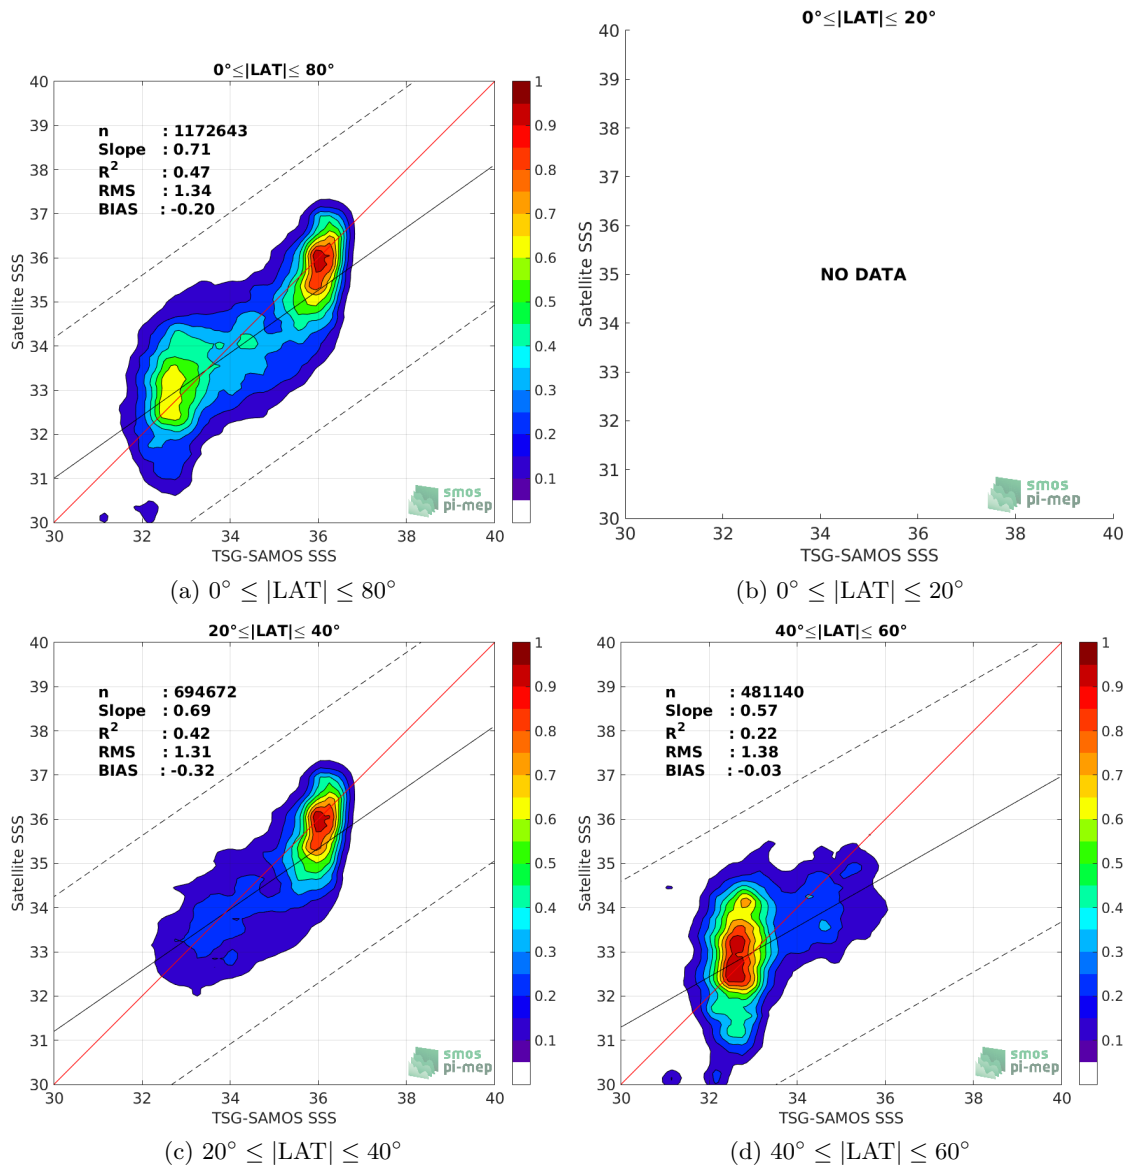 0°≤|LAT|≤ 80°
40
39
38
37
36
35
34
33
32
31
30
Satellite SSS
n : 1172643
Slope : 0.71
R² : 0.47
RMS : 1.34
BIAS : -0.20
1
0.9
0.8
0.7
0.6
0.5
0.4
0.3
0.2
0.1
smos
pi-mep
30 32 34 36 38 40
TSG-SAMOS SSS
(a) 0° ≤ |LAT| ≤ 80°
0°≤|LAT|≤ 20°
40
39
38
37
36
35
34
33
32
31
30
Satellite SSS
NO DATA
smos
pi-mep
30 32 34 36 38 40
TSG-SAMOS SSS
(b) 0° ≤ |LAT| ≤ 20°
20°≤|LAT|≤ 40°
40
39
38
37
36
35
34
33
32
31
30
Satellite SSS
n : 694672
Slope : 0.69
R² : 0.42
RMS : 1.31
BIAS : -0.32
1
0.9
0.8
0.7
0.6
0.5
0.4
0.3
0.2
0.1
smos
pi-mep
30 32 34 36 38 40
TSG-SAMOS SSS
(c) 20° ≤ |LAT| ≤ 40°
40°≤|LAT|≤ 60°
40
39
38
37
36
35
34
33
32
31
30
Satellite SSS
n : 481140
Slope : 0.57
R² : 0.22
RMS : 1.38
BIAS : -0.03
1
0.9
0.8
0.7
0.6
0.5
0.4
0.3
0.2
0.1
smos
pi-mep
30 32 34 36 38 40
TSG-SAMOS SSS
(d) 40° ≤ |LAT| ≤ 60°